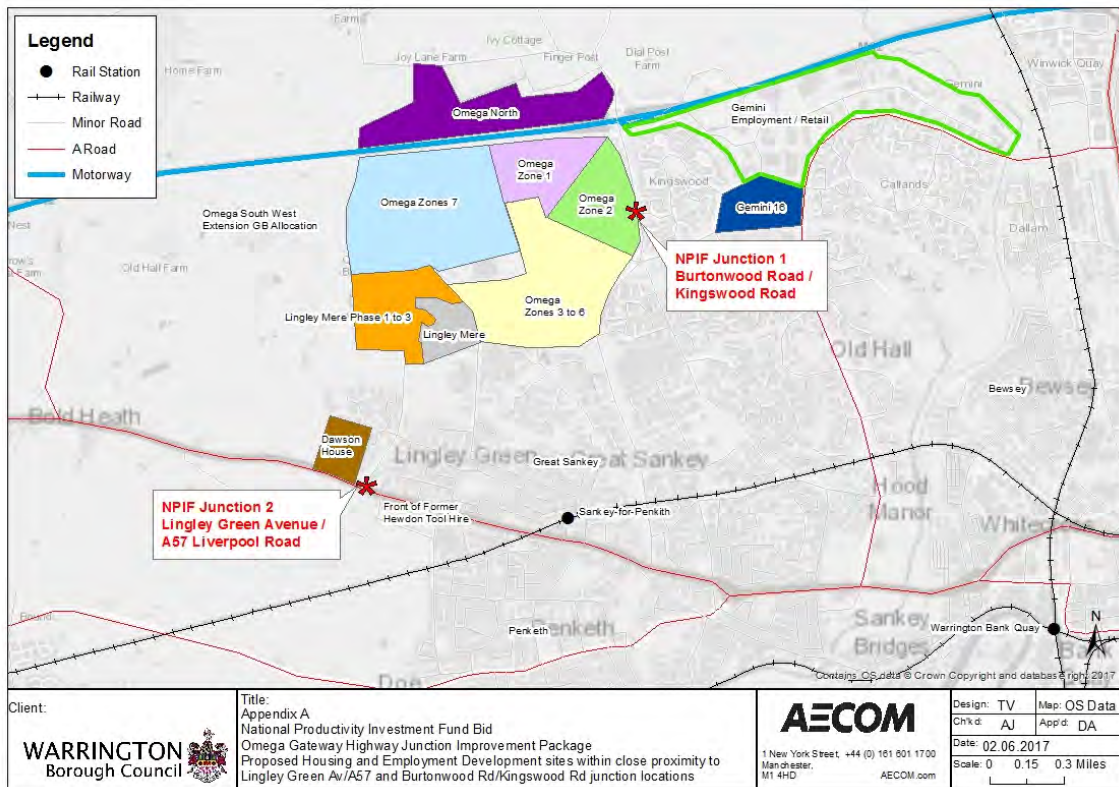 Legend
Rail Station
Railway
Minor Road
A Road
Motorway
Farm
Ivy Cottage
Joy Lane Farm
Finger Post
Dial Post
Farm
Home Farm
Gemini
Winwick Quay
Omega North
Gemini
Employment / Retail
Omega
Zone 1
Omega
Zone 2
Kingswood
Callands
Omega Zones 7
Gemini 16
Omega South West
Extension GB Allocation
Dallam
Old Hall Farm
NPIF Junction 1
Burtonwood Road /
Kingswood Road
Omega
Zones 3 to 6
Lingley Mere Phase 1 to 3
Lingley Mere
Old Hall
Bewsey
Bewsey
Bold Heath
Dawson
House
Lingley Green
Great Sankey
Great Sankey
Hood
Manor
NPIF Junction 2
Lingley Green Avenue /
A57 Liverpool Road
Front of Former
Hewdon Tool Hire
Sankey-for-Penkith
Whitec
Penketh
Penketh
Sankey
Bridges
Warrington Bank Quay
N
Bank
Quay
Doe
Contains OS data © Crown Copyright and database right 2017
Client:
WARRINGTON
Borough Council
Title:
Appendix A
National Productivity Investment Fund Bid
Omega Gateway Highway Junction Improvement Package
Proposed Housing and Employment Development sites within close proximity to
Lingley Green Av/A57 and Burtonwood Rd/Kingswood Rd junction locations
AECOM
1 New York Street, +44 (0) 161 601 1700
Manchester,
M1 4HD AECOM.com
Design: TV Map: OS Data
Ch'k'd: AJ App'd: DA
Date: 02.06.2017
Scale: 0 0.15 0.3 Miles